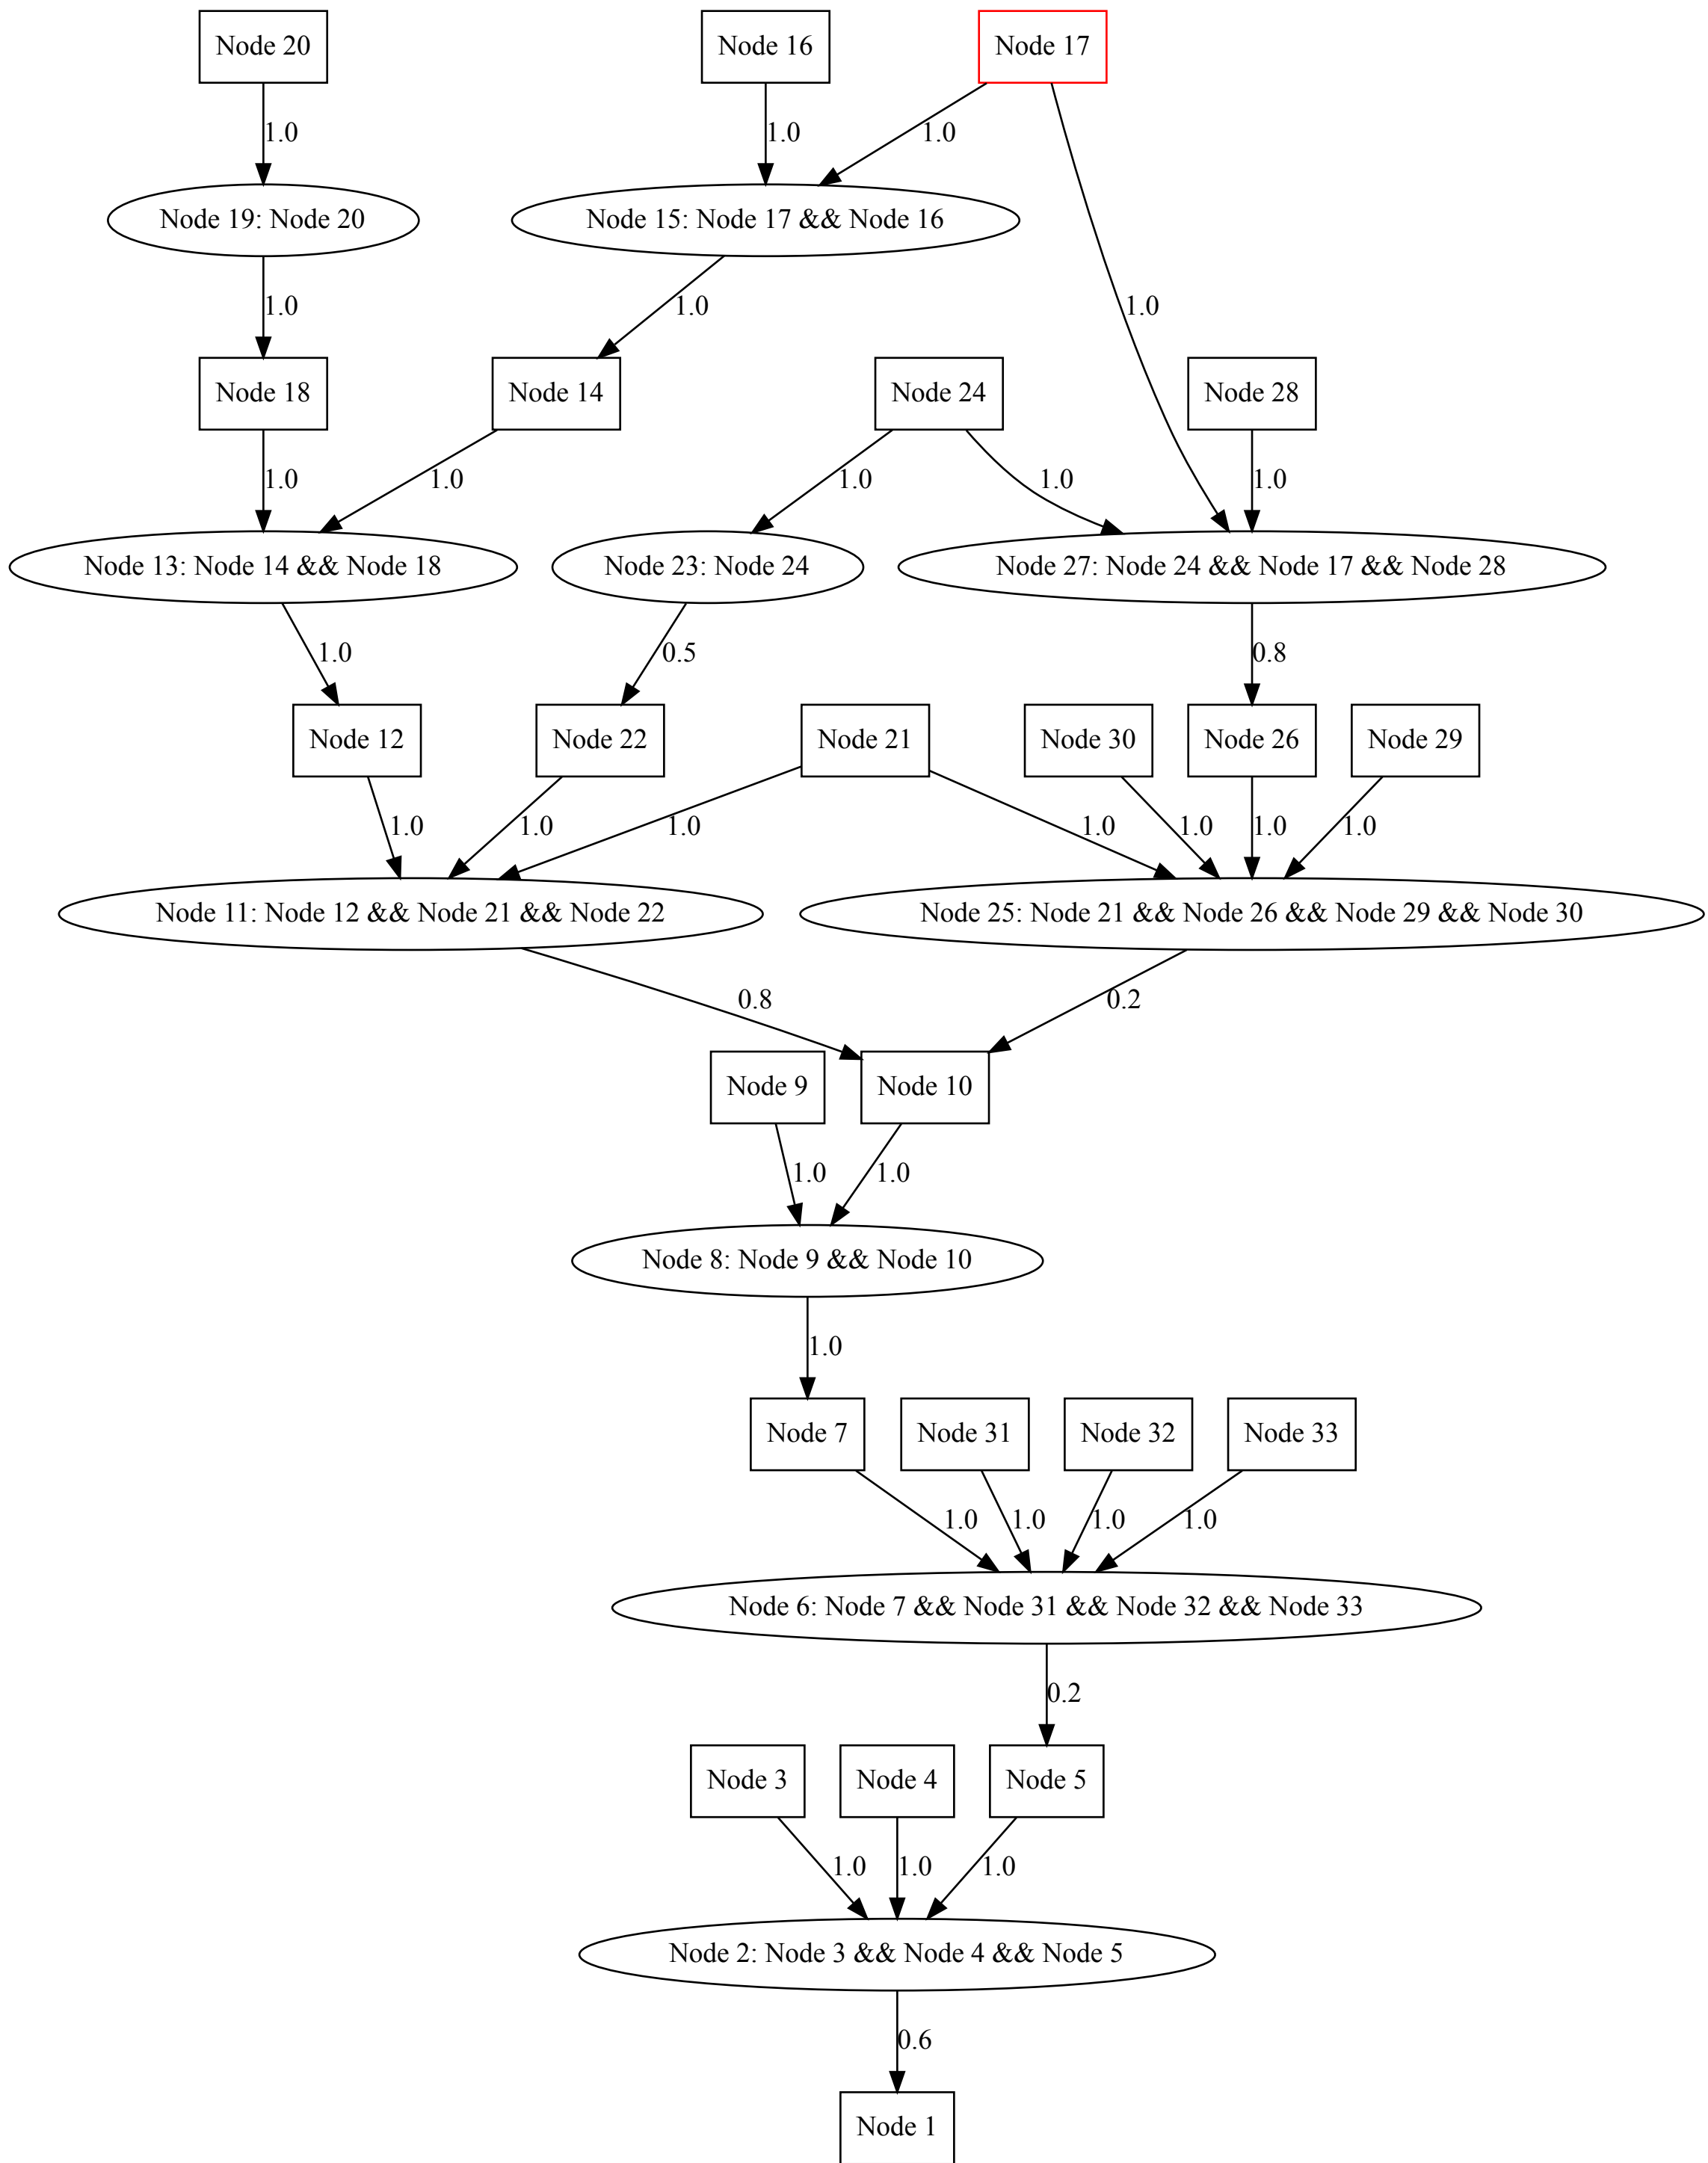 Node 20
Node 16
Node 17
1.0
1.0
1.0
Node 19: Node 20
Node 15: Node 17 && Node 16
1.0
1.0
1.0
Node 18
Node 14
Node 24
Node 28
1.0
1.0
1.0
1.0
1.0
Node 13: Node 14 && Node 18
Node 23: Node 24
Node 27: Node 24 && Node 17 && Node 28
1.0
0.5
0.8
Node 12
Node 22
Node 21
Node 30
Node 26
Node 29
1.0
1.0
1.0
1.0
1.0
1.0
1.0
Node 11: Node 12 && Node 21 && Node 22
Node 25: Node 21 && Node 26 && Node 29 && Node 30
0.8
0.2
Node 9
Node 10
1.0
1.0
Node 8: Node 9 && Node 10
1.0
Node 7
Node 31
Node 32
Node 33
1.0
1.0
1.0
1.0
Node 6: Node 7 && Node 31 && Node 32 && Node 33
0.2
Node 3
Node 4
Node 5
1.0
1.0
1.0
Node 2: Node 3 && Node 4 && Node 5
0.6
Node 1